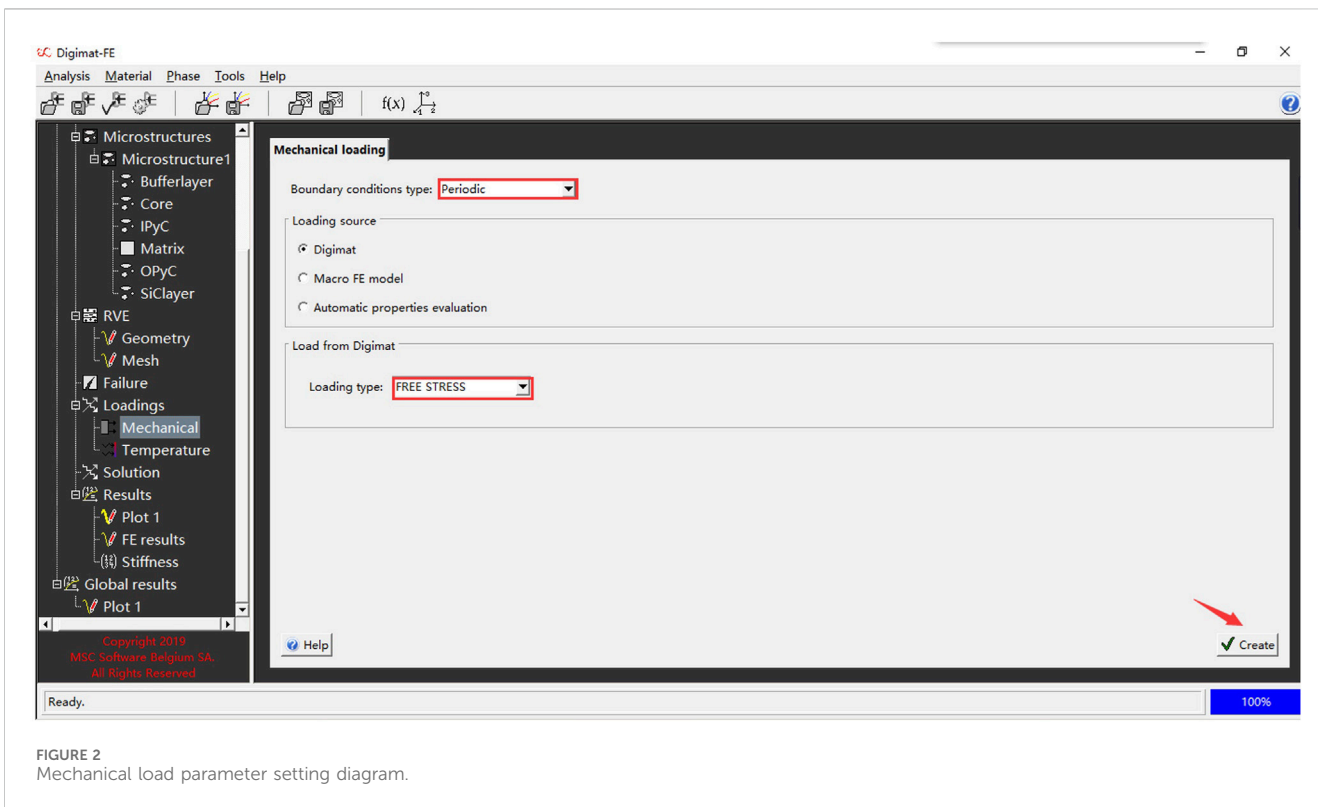 Digimat-FE
Analysis Material Phase Tools Help
f(x)
Microstructures
Microstructure1
Bufferlayer
Core
IPyC
Matrix
OPyC
SiClayer
RVE
Geometry
Mesh
Failure
Loadings
Mechanical
Temperature
Solution
Results
Plot 1
FE results
Stiffness
Global results
Plot 1
Copyright 2019
MSC Software Belgium SA.
All Rights Reserved
Mechanical loading
Boundary conditions type: Periodic
Loading source
Digimat
Macro FE model
Automatic properties evaluation
Load from Digimat
Loading type: FREE STRESS
Help
Create
Ready.
100%
FIGURE 2
Mechanical load parameter setting diagram.